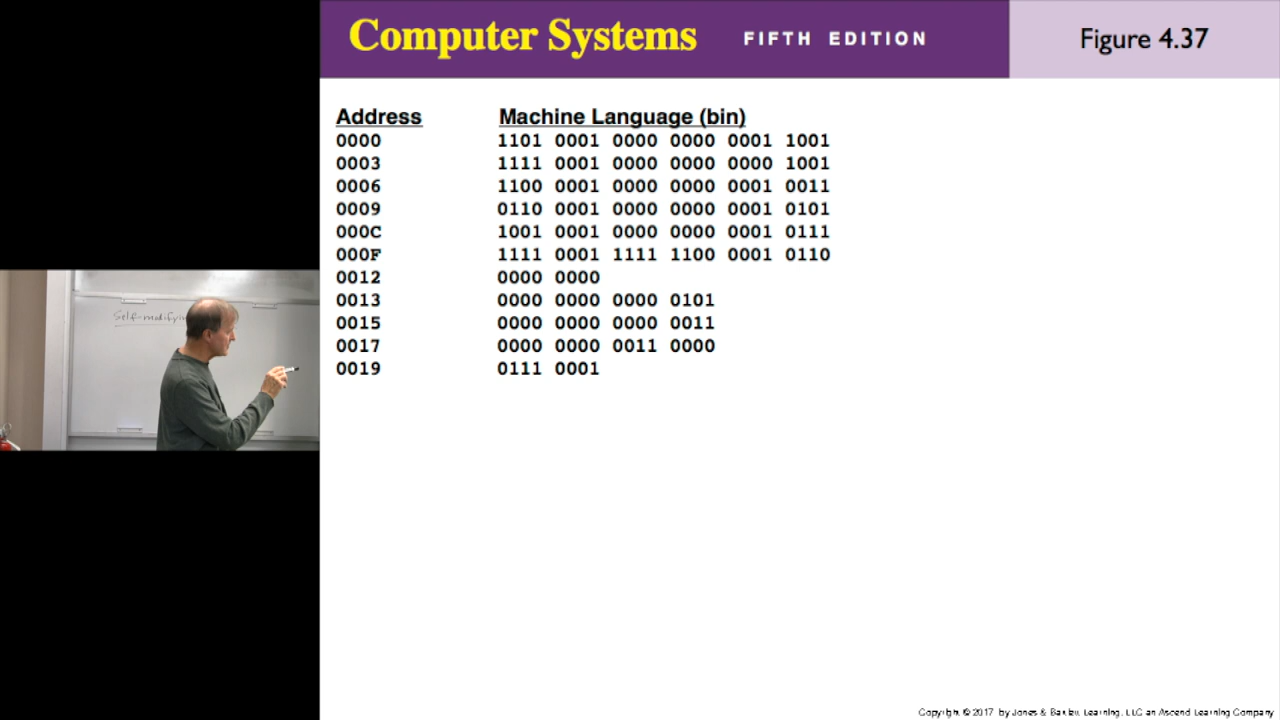 Computer Systems FIFTH EDITION Figure 4.37
Address Machine Language (bin)
0000 1101 0001 0000 0000 0001 1001
0003 1111 0001 0000 0000 0000 1001
0006 1100 0001 0000 0000 0001 0011
0009 0110 0001 0000 0000 0001 0101
000C 1001 0001 0000 0000 0001 0111
000F 1111 0001 1111 1100 0001 0110
0012 0000 0000
0013 0000 0000 0000 0101
0015 0000 0000 0000 0011
0017 0000 0000 0011 0000
0019 0111 0001
Self-modifyin
Copyright © 2017 by Jones & Bartlett Learning, LLC an Ascend Learning Company